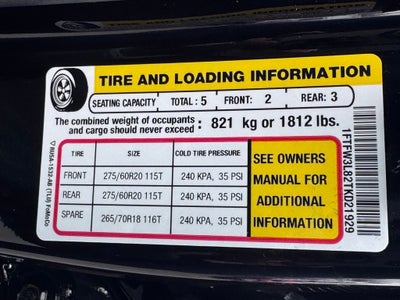 TIRE AND LOADING INFORMATION
SEATING CAPACITY TOTAL : 5 FRONT: 2 REAR: 3
The combined weight of occupants
and cargo should never exceed : 821 kg or 1812 lbs.
TIRE SIZE COLD TIRE PRESSURE
FRONT 275/60R20 115T 240 KPA, 35 PSI
REAR 275/60R20 115T 240 KPA, 35 PSI
SPARE 265/70R18 116T 240 KPA, 35 PSI
SEE OWNERS
MANUAL FOR
ADDITIONAL
INFORMATION
1FTFW3L82TKD21929